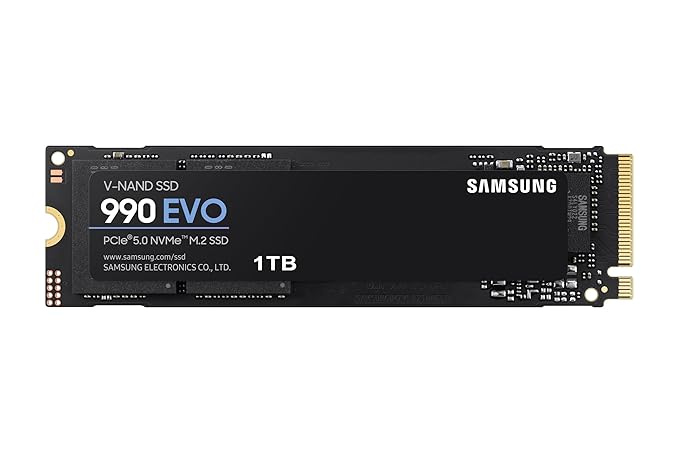 V-NAND SSD
990 EVO
PCIe®5.0 NVMe™ M.2 SSD
www.samsung.com/ssd
SAMSUNG ELECTRONICS CO., LTD.
1TB
SAMSUNG
SAMSUNG